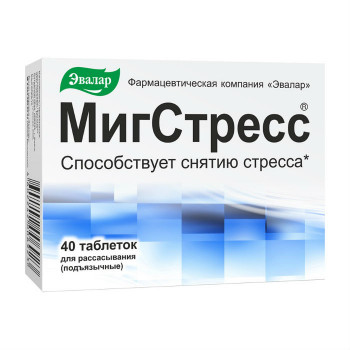 Эвалар
Фармацевтическая компания «Эвалар»
МигСтресс®
Способствует снятию стресса*
40 таблеток
для рассасывания
(подъязычные)